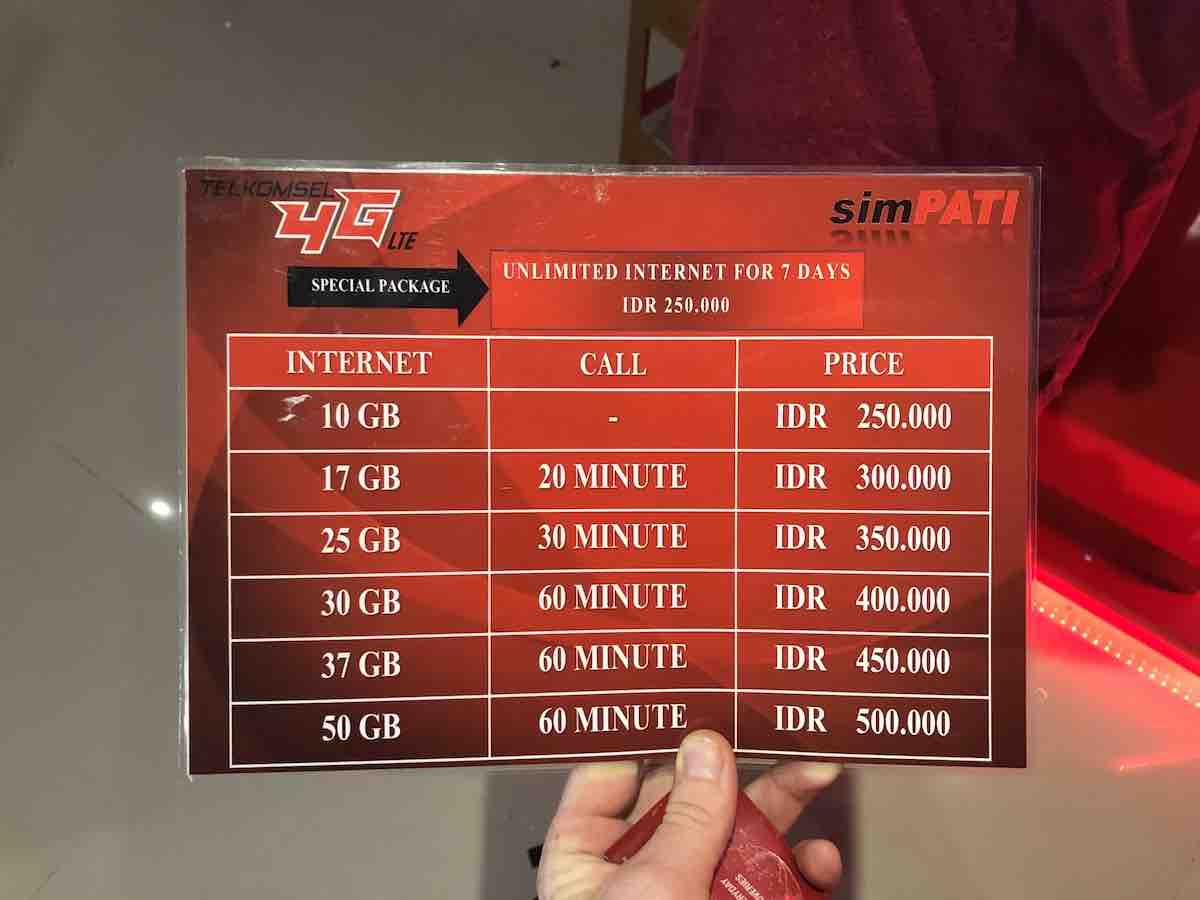 TELKOMSEL
4G LTE
simPATI
SPECIAL PACKAGE
UNLIMITED INTERNET FOR 7 DAYS
IDR 250.000
INTERNET CALL PRICE
10 GB - IDR 250.000
17 GB 20 MINUTE IDR 300.000
25 GB 30 MINUTE IDR 350.000
30 GB 60 MINUTE IDR 400.000
37 GB 60 MINUTE IDR 450.000
50 GB 60 MINUTE IDR 500.000